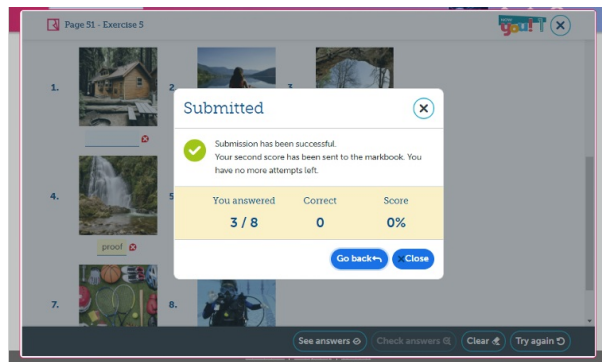 Page 51 - Exercise 5
you!
1.
2.
3.
Submitted
Submission has been successful.
Your second score has been sent to the markbook. You
have no more attempts left.
You answered Correct Score
3 / 8 0 0%
Go back Close
4.
5
proof
7.
8.
See answers Check answers Clear Try again